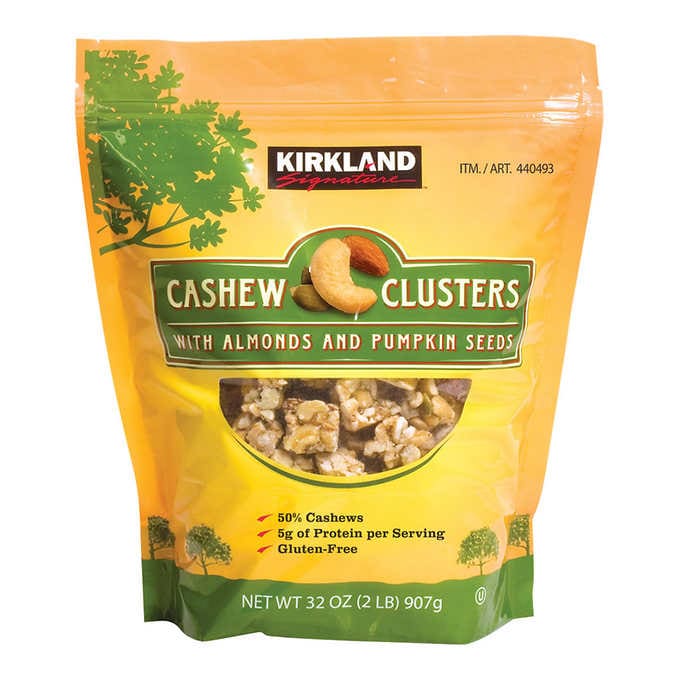 KIRKLAND
Signature™
ITM. / ART. 440493
CASHEW CLUSTERS
WITH ALMONDS AND PUMPKIN SEEDS
50% Cashews
5g of Protein per Serving
Gluten-Free
NET WT 32 OZ (2 LB) 907g
U